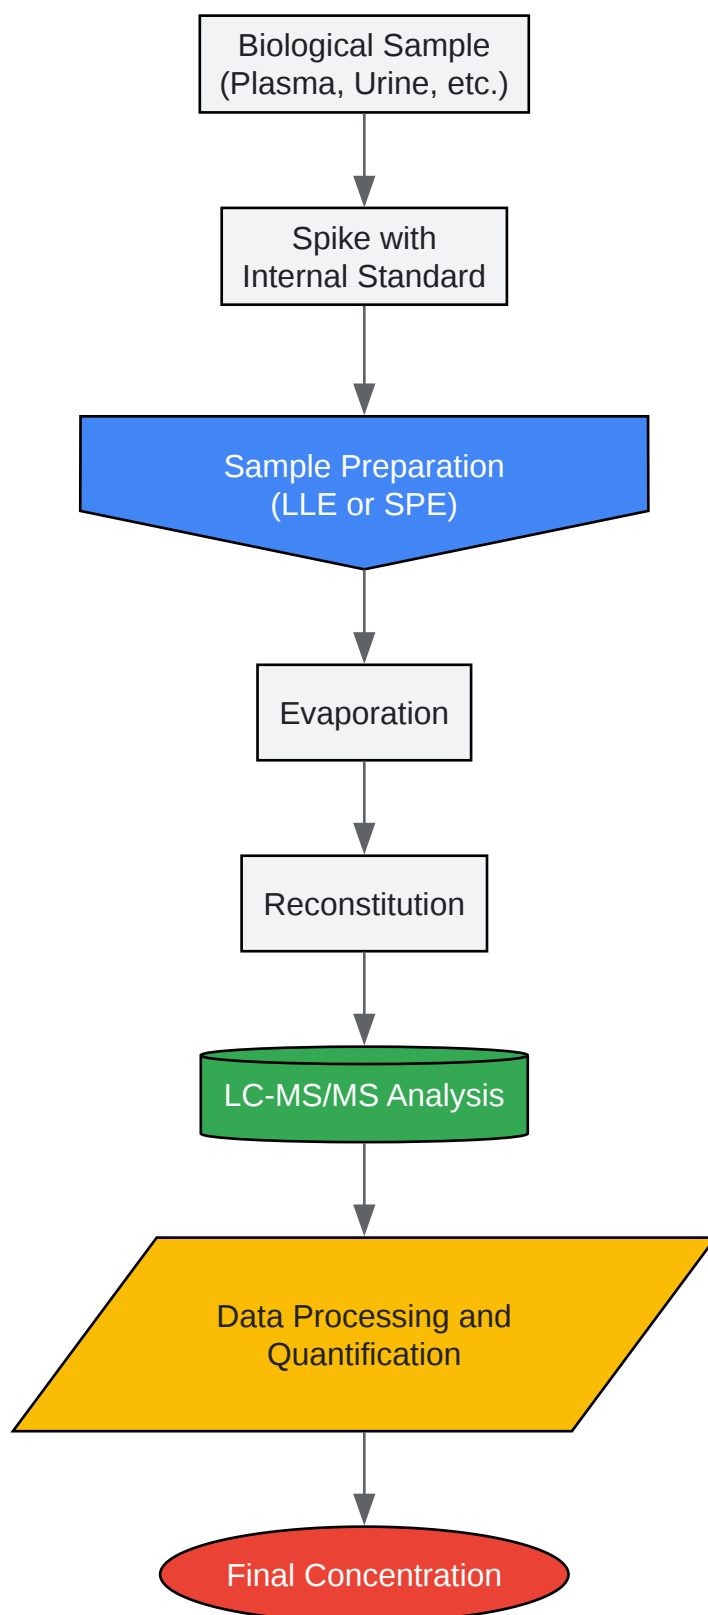 Biological Sample
(Plasma, Urine, etc.)
Spike with
Internal Standard
Sample Preparation
(LLE or SPE)
Evaporation
Reconstitution
LC-MS/MS Analysis
Data Processing and
Quantification
Final Concentration